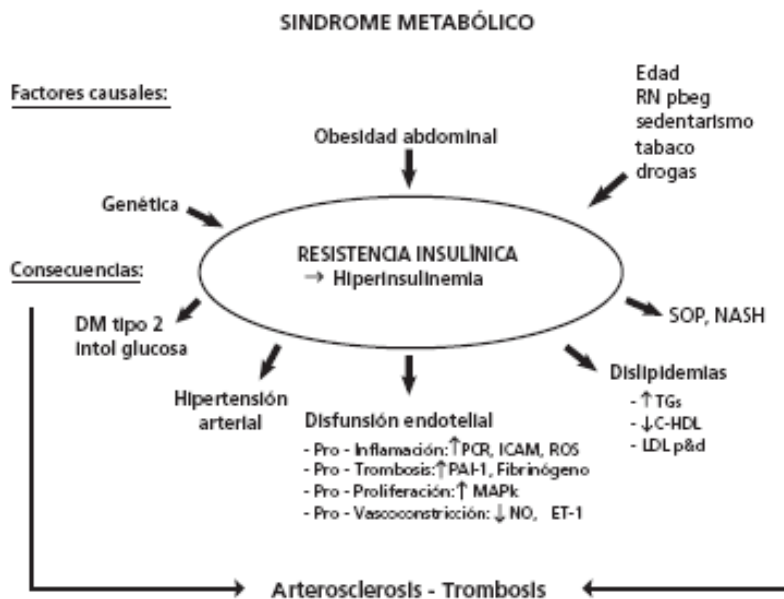 SINDROME METABÓLICO
Factores causales:
Edad
RN pbeg
sedentarismo
tabaco
drogas
Obesidad abdominal
Genética
RESISTENCIA INSULÍNICA
→ Hiperinsulinemia
Consecuencias:
DM tipo 2
intol glucosa
Hipertensión
arterial
Disfunsión endotelial
- Pro - Inflamación:↑PCR, ICAM, ROS
- Pro - Trombosis:↑PAI-1, Fibrinógeno
- Pro - Proliferación:↑ MAPk
- Pro - Vascoconstricción: ↓ NO, ET-1
Dislipidemias
- ↑TGs
- ↓C-HDL
- LDL p&d
SOP, NASH
Arterosclerosis - Trombosis